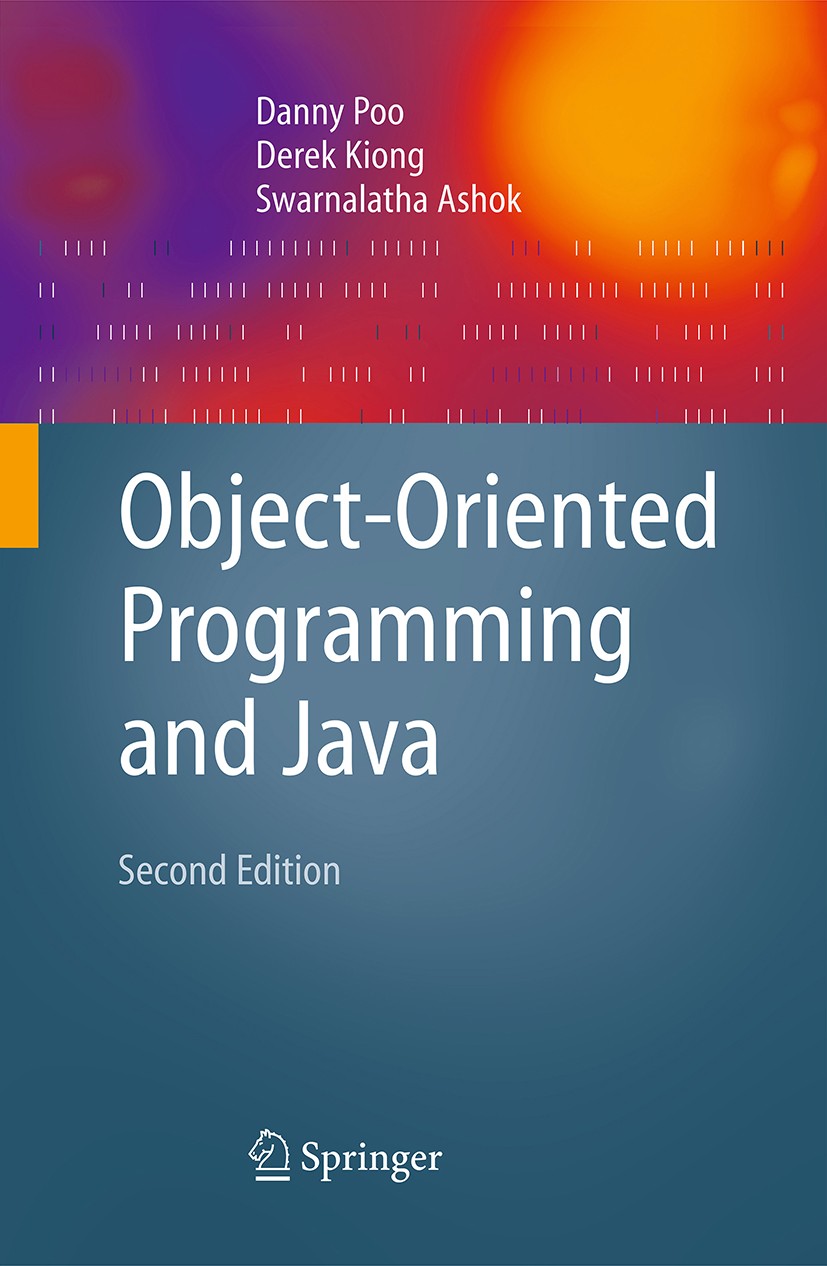 Danny Poo
Derek Kiong
Swarnalatha Ashok
Object-Oriented
Programming
and Java
Second Edition
Springer